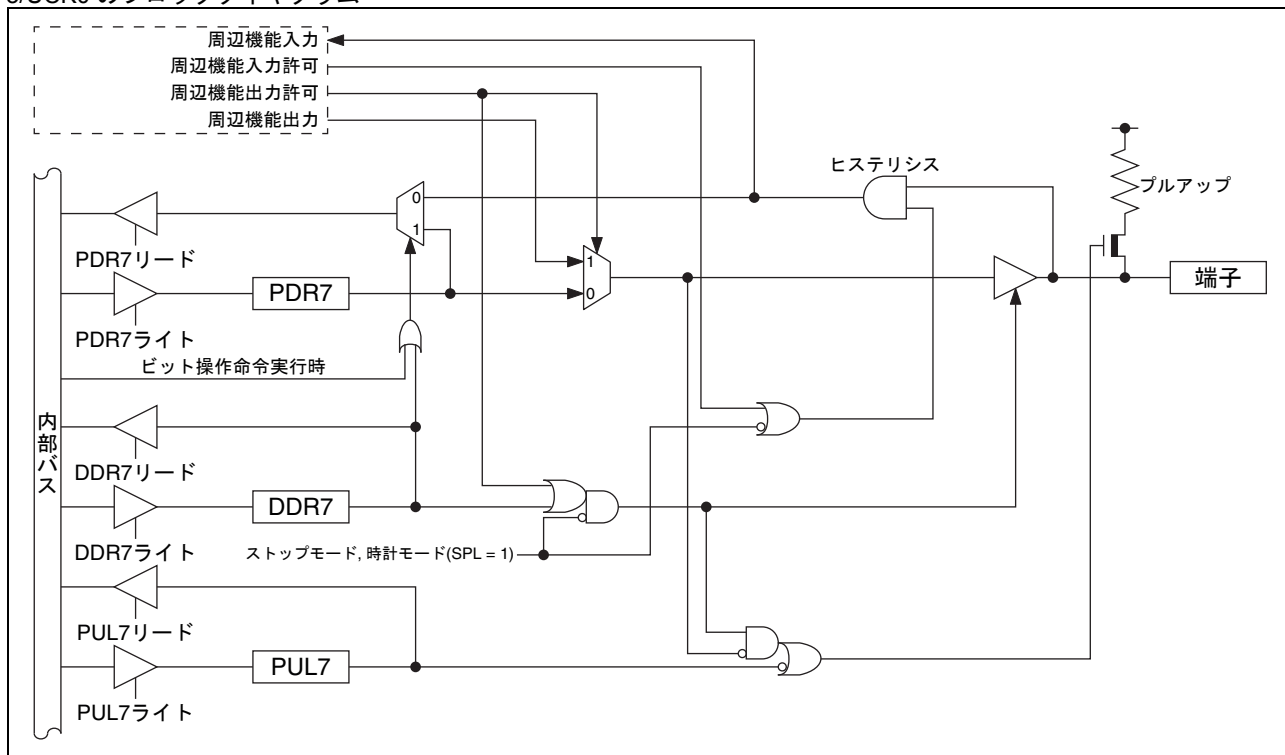 周辺機能入力
周辺機能入力許可
周辺機能出力許可
周辺機能出力
ヒステリシス
プルアップ
0
1
PDR7リード
1
0
端子
PDR7
PDR7ライト
ビット操作命令実行時
内部バス
DDR7リード
DDR7
DDR7ライト
ストップモード, 時計モード(SPL = 1)
PUL7リード
PUL7
PUL7ライト